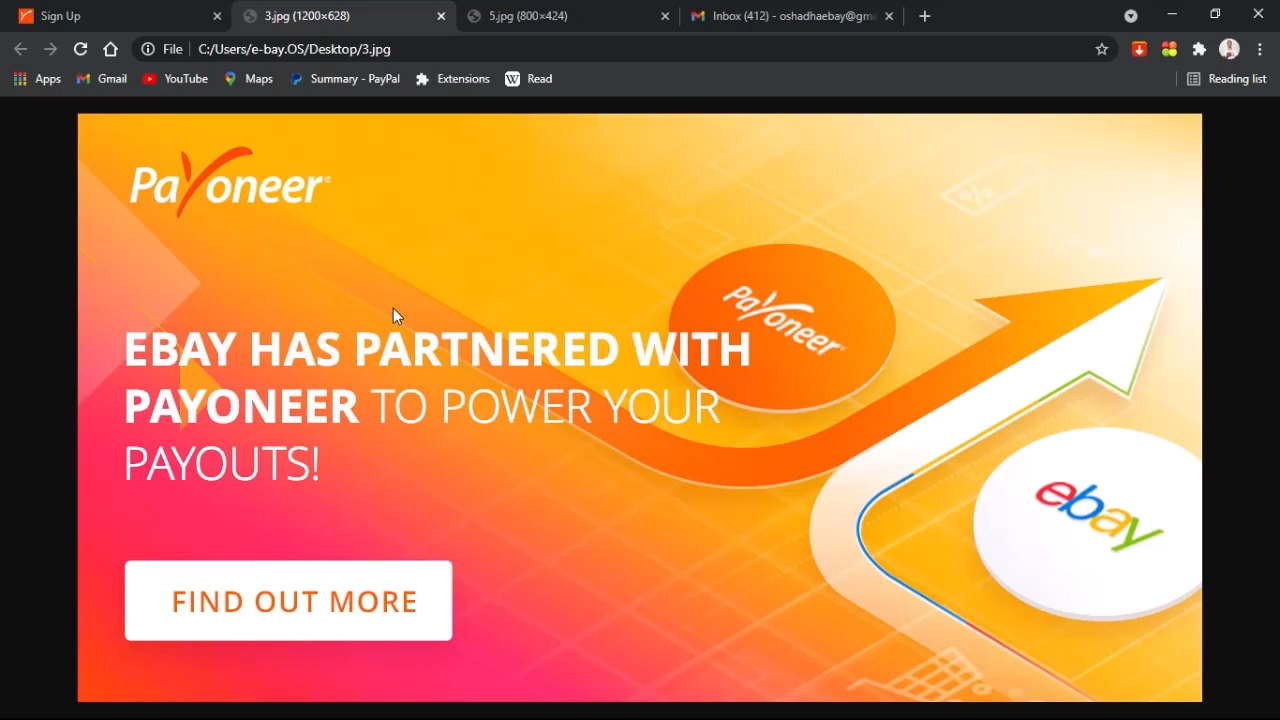 Sign Up
3.jpg (1200×628)
5.jpg (800×424)
Inbox (412) - oshadhaebay@gm
File
C:/Users/e-bay.OS/Desktop/3.jpg
Apps
Gmail
YouTube
Maps
Summary - PayPal
Extensions
W
Read
Reading list
Payoneer®
%
Payoneer
EBAY HAS PARTNERED WITH
PAYONEER TO POWER YOUR
PAYOUTS!
ebay
FIND OUT MORE